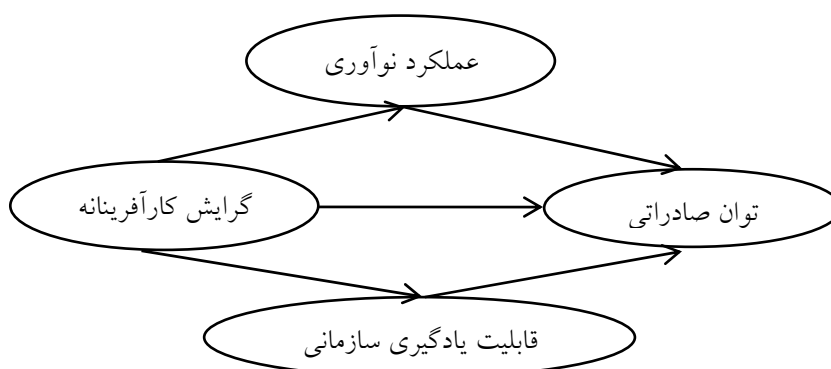 عملکرد نوآوری
گرایش کارآفرینانه
توان صادراتی
قابلیت یادگیری سازمانی